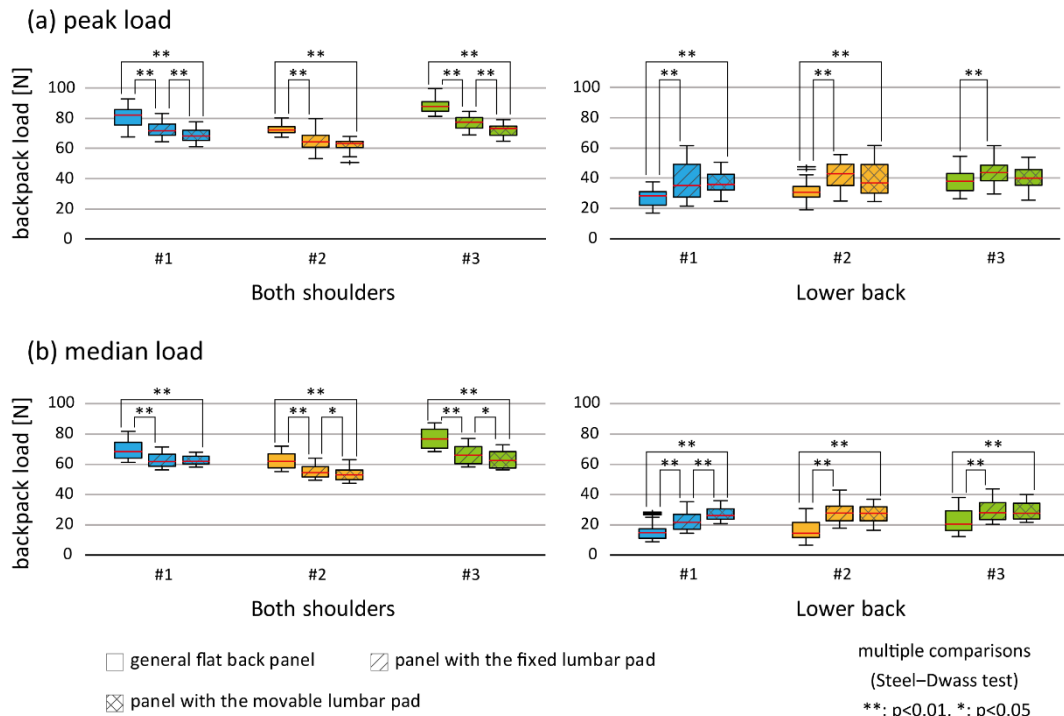 (a) peak load
** ** **
** ** ** ** ** ** ** **
backpack load [N]
100
80
60
40
20
0
#1 #2 #3
Both shoulders
100
80
60
40
20
0
#1 #2 #3
Lower back
(b) median load
** ** **
** ** * ** *
backpack load [N]
100
80
60
40
20
0
#1 #2 #3
Both shoulders
** ** **
** ** ** **
100
80
60
40
20
0
#1 #2 #3
Lower back
general flat back panel
panel with the fixed lumbar pad
panel with the movable lumbar pad
multiple comparisons
(Steel–Dwass test)
**: p<0.01, *: p<0.05